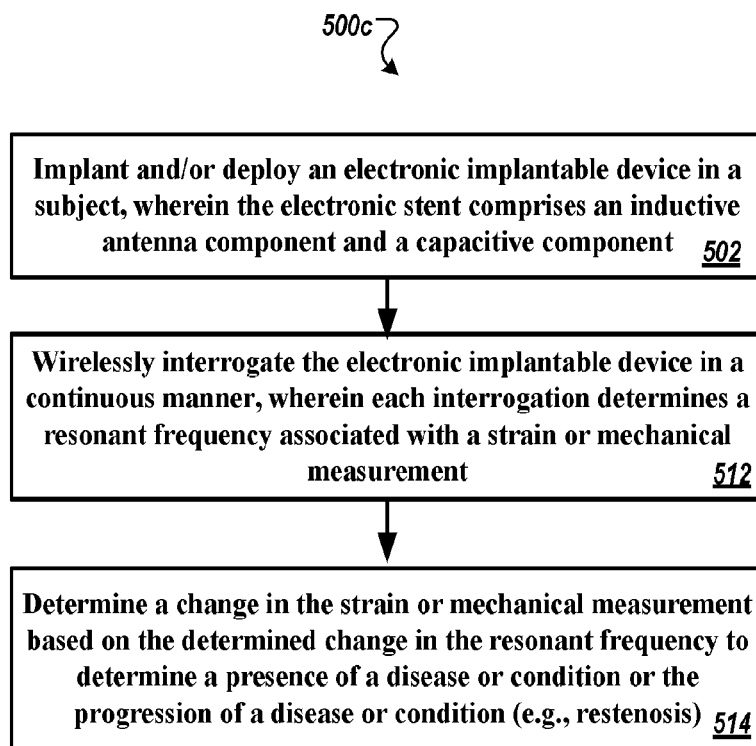 500c
Implant and/or deploy an electronic implantable device in a
subject, wherein the electronic stent comprises an inductive
antenna component and a capacitive component
502
Wirelessly interrogate the electronic implantable device in a
continuous manner, wherein each interrogation determines a
resonant frequency associated with a strain or mechanical
measurement
512
Determine a change in the strain or mechanical measurement
based on the determined change in the resonant frequency to
determine a presence of a disease or condition or the
progression of a disease or condition (e.g., restenosis)
514